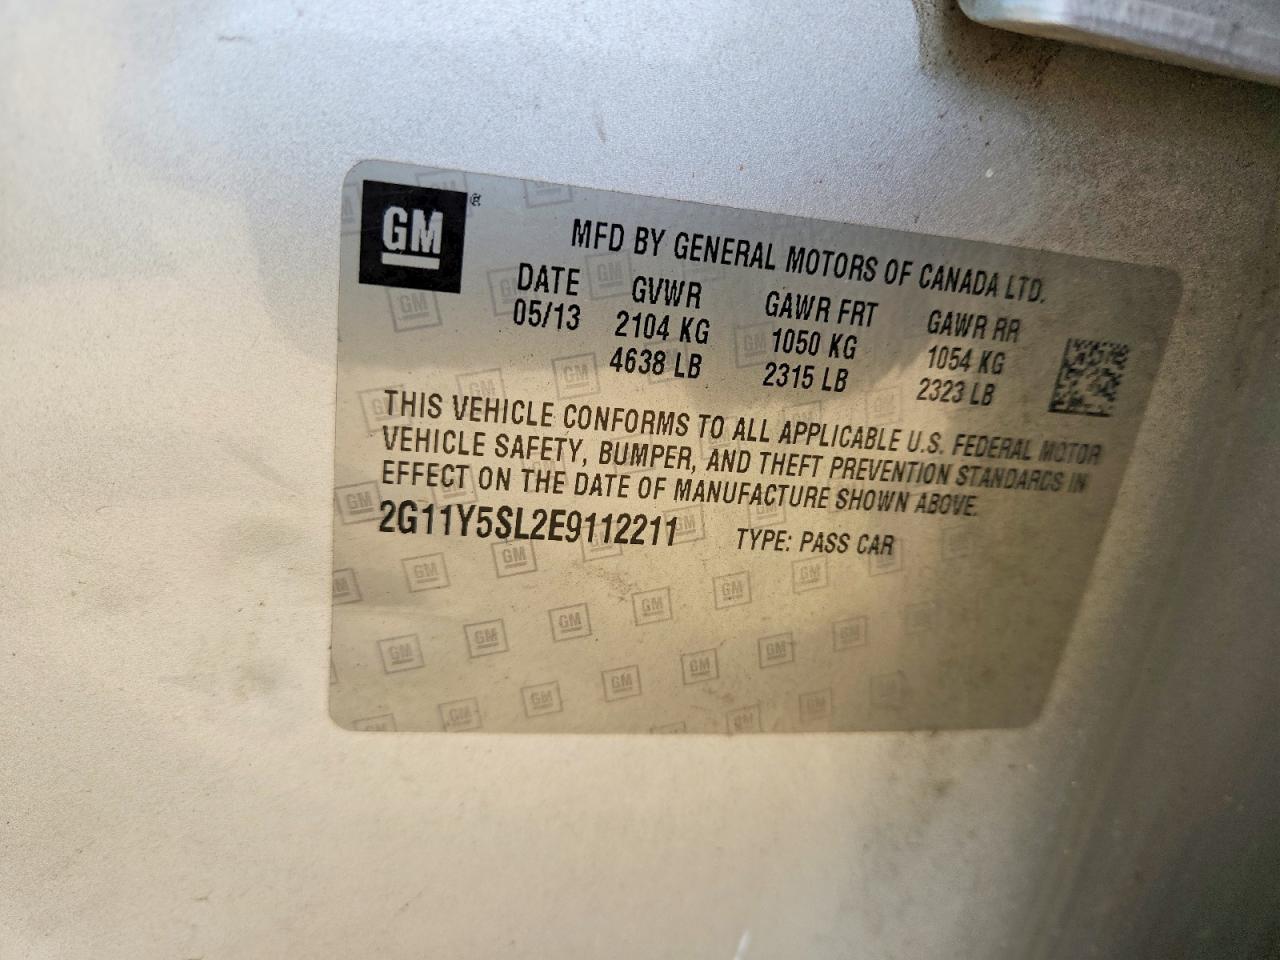 GM®
MFD BY GENERAL MOTORS OF CANADA LTD.
DATE GVWR GAWR FRT GAWR RR
05/13 2104 KG 1050 KG 1054 KG
4638 LB 2315 LB 2323 LB
THIS VEHICLE CONFORMS TO ALL APPLICABLE U.S. FEDERAL MOTOR
VEHICLE SAFETY, BUMPER, AND THEFT PREVENTION STANDARDS IN
EFFECT ON THE DATE OF MANUFACTURE SHOWN ABOVE.
2G11Y5SL2E9112211 TYPE: PASS CAR